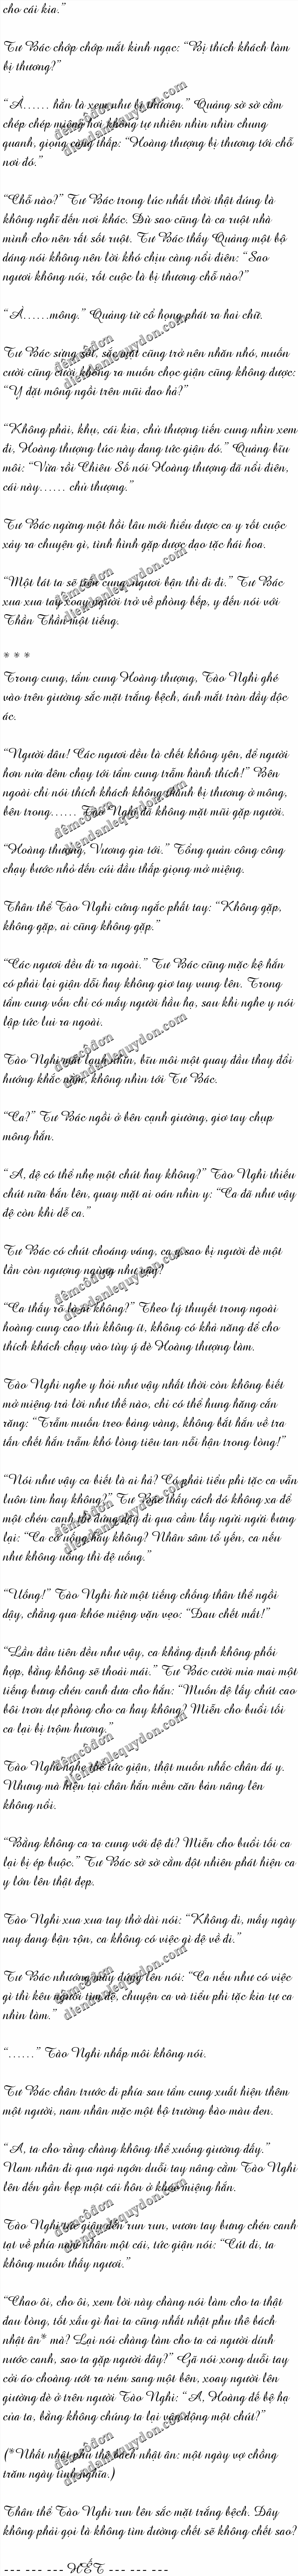 cho cái kia.”
Tư Bác chớp chớp mắt kinh ngạc: “Bị thích khách làm
bị thương?”
“À…… hẳn là xem như bị thương.” Quảng sờ sờ cằm
chép chép miệng lại không tự nhiên nhìn nhìn chung
quanh, giọng càng thấp: “Hoàng thượng bị thương tới chỗ
nơi đó.”
“Chỗ nào?” Tư Bác trong lúc nhất thời thật đúng là
không nghĩ đến nơi khác. Dù sao cũng là ca ruột nhà
mình cho nên rất sốt ruột. Tư Bác thấy Quảng một bộ
dáng nói không nên lời khó chịu càng nổi điên: “Sao
ngươi không nói, rốt cuộc là bị thương chỗ nào?”
“À……mông.” Quảng từ cổ họng phát ra hai chữ.
Tư Bác sửng sốt, sắc mặt cũng trở nên nhăn nhó, muốn
cười cũng cười không ra muốn chọc giận cũng không được:
“Y đặt mông ngồi trên mũi dao hả?”
“Không phải, khụ, cái kia, chủ thượng tiến cung nhìn xem
đi, Hoàng thượng lúc này đang tức giận đó.” Quảng bĩu
môi: “Vừa rồi Chiêu Số nói Hoàng thượng đã nổi điên,
cái này…… chủ thượng.”
Tư Bác ngừng một hồi lâu mới hiểu được ca y rốt cuộc
xảy ra chuyện gì, tình hình gặp được đạo tặc hái hoa.
“Một lát ta sẽ tiến cung, ngươi bận thì đi đi.” Tư Bác
xua xua tay xoay người trở về phòng bếp, y đến nói với
Thần Thần một tiếng.
* * *
Trong cung, tẩm cung Hoàng thượng, Tào Nghi ghé
vào trên giường sắc mặt trắng bệch, ánh mắt tràn đầy độc
ác.
“Người đâu! Các ngươi đều là chết không yên, để người
hơn nửa đêm chạy tới tẩm cung trẫm hành thích!” Bên
ngoài chỉ nói thích khách không thích bị thương ở mông,
bên trong…… Tào Nghi đã không mặt mũi gặp người.
“Hoàng thượng, Vương gia tới.” Tổng quản công công
chạy bước nhỏ đến cúi đầu thấp giọng mở miệng.
Thân thể Tào Nghi cứng ngắc phất tay: “Không gặp,
không gặp, ai cũng không gặp.”
“Các ngươi đều đi ra ngoài.” Tư Bác cũng mặc kệ hắn
có phải lại giận dỗi hay không giơ tay vung lên. Trong
tẩm cung vốn chỉ có mấy người hầu hạ, sau khi nghe y nói
lập tức lui ra ngoài.
Tào Nghi mắt lạnh nhìn, bĩu môi một quay đầu thay đổi
hướng khác nằm, không nhìn tới Tư Bác.
“Ca?” Tư Bác ngồi ở bên cạnh giường, giơ tay chụp
mông hắn.
“A, đệ có thể nhẹ một chút hay không?” Tào Nghi thiếu
chút nữa bắn lên, quay mặt ai oán nhìn y: “Ca đã như vậy
đệ còn khi dễ ca.”
Tư Bác có chút choáng váng, ca y sao bị người đè một
lần còn ngượng ngùng như vậy?
“Ca thấy rõ là ai không?” Theo lý thuyết trong ngoài
hoàng cung cao thủ không ít, không có khả năng để cho
thích khách chạy vào tùy ý đè Hoàng thượng làm.
Tào Nghi nghe y hỏi như vậy nhất thời còn không biết
mở miệng trả lời như thế nào, chỉ có thể hung hăng cắn
răng: “Trẫm muốn treo bảng vàng, không bắt hắn về tra
tấn chết hắn trẫm khó lòng tiêu tan nỗi hận trong lòng!”
“Nói như vậy ca biết là ai hả? Có phải tiểu phi tặc ca vẫn
luôn tìm hay không?” Tư Bác thấy cách đó không xa để
một chén canh thì đứng dậy đi qua cầm lấy ngửi ngửi bưng
lại: “Ca có uống hay không? Nhân sâm tổ yến, ca nếu
như không uống thì đệ uống.”
“Uống!” Tào Nghi hừ một tiếng chống thân thể ngồi
dậy, chẳng qua khóe miệng vặn vẹo: “Đau chết mất!”
“Lần đầu tiên đều như vậy, ca khẳng định không phối
hợp, bằng không sẽ thoải mái.” Tư Bác cười mỉa mai một
tiếng bưng chén canh đưa cho hắn: “Muốn đệ lấy chút cao
bôi trơn dự phòng cho ca hay không? Miễn cho buổi tối
ca lại bị trộm hương.”
Tào Nghi nghe thế tức giận, thật muốn nhấc chân đá y.
Nhưng mà hiện tại chân hắn mềm căn bản nâng lên
không nổi.
“Bằng không ca ra cung với đệ đi? Miễn cho buổi tối ca
lại bị ép buộc.” Tư Bác sờ sờ cằm đột nhiên phát hiện ca
y lớn lên thật đẹp.
Tào Nghi xua xua tay thở dài nói: “Không đi, mấy ngày
nay đang bận rộn, ca không có việc gì đệ về đi.”
Tư Bác nhướng mày đứng lên nói: “Ca nếu như có việc
gì thì kêu người tìm đệ, chuyện ca và tiểu phi tặc kia tự ca
nhìn làm.”
“……” Tào Nghi nhấp môi không nói.
Tư Bác chân trước đi phía sau tẩm cung xuất hiện thêm
một người, nam nhân mặc một bộ trường bào màu đen.
“A, ta cho rằng chàng không thể xuống giường đấy.”
Nam nhân đi qua ngả ngớn duỗi tay nâng cằm Tào Nghi
lên đến gần bẹp một cái hôn ở khóe miệng hắn.
Tào Nghi tức giận đến run run, vươn tay bưng chén canh
tạt về phía nam nhân một cái, tức giận nói: “Cút đi, ta
không muốn thấy ngươi.”
“Chao ôi, cho ôi, xem lời này chàng nói làm cho ta thật
đau lòng, tốt xấu gì hai ta cũng nhất nhật phu thê bách
nhật ân* mà? Lại nói chàng làm cho ta cả người dính
nước canh, sao ta gặp người đây?” Gã nói xong duỗi tay
cởi áo choàng ướt ra ném sang một bên, xoay người lên
giường đè ở trên người Tào Nghi: “A, Hoàng đế bệ hạ
của ta, bằng không chúng ta lại vận động một chút?”
(*Nhất nhật phu thê bách nhật ân: một ngày vợ chồng
trăm ngày tình nghĩa.)
Thân thể Tào Nghi run lên sắc mặt trắng bệch. Đây
không phải gọi là không tìm đường chết sẽ không chết sao?
--- --- --- HẾT --- --- ---